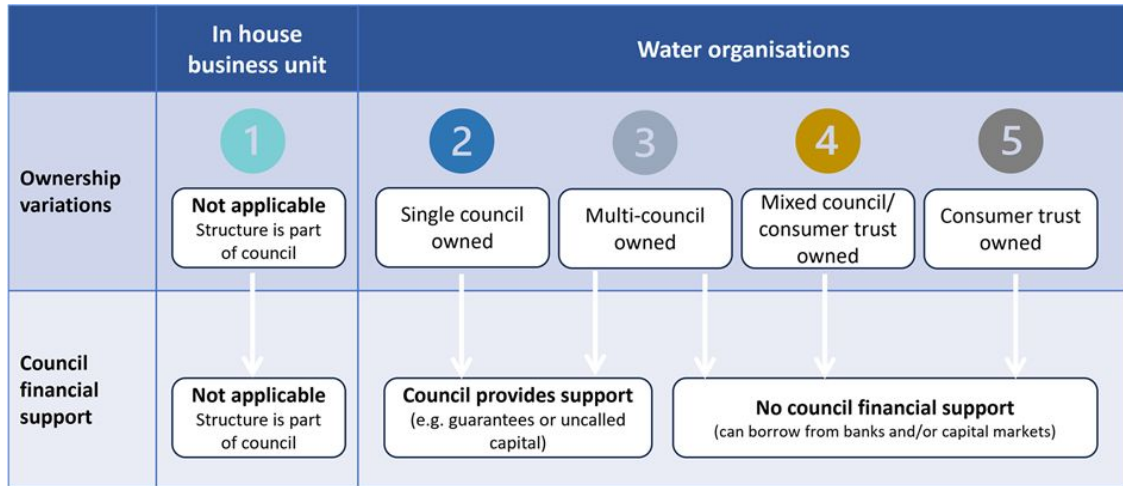 In house
business unit
Water organisations
Ownership
variations
1
2
3
4
5
Not applicable
Structure is part
of council
Single council
owned
Multi-council
owned
Mixed council/
consumer trust
owned
Consumer trust
owned
Council
financial
support
Not applicable
Structure is part
of council
Council provides support
(e.g. guarantees or uncalled
capital)
No council financial support
(can borrow from banks and/or capital markets)